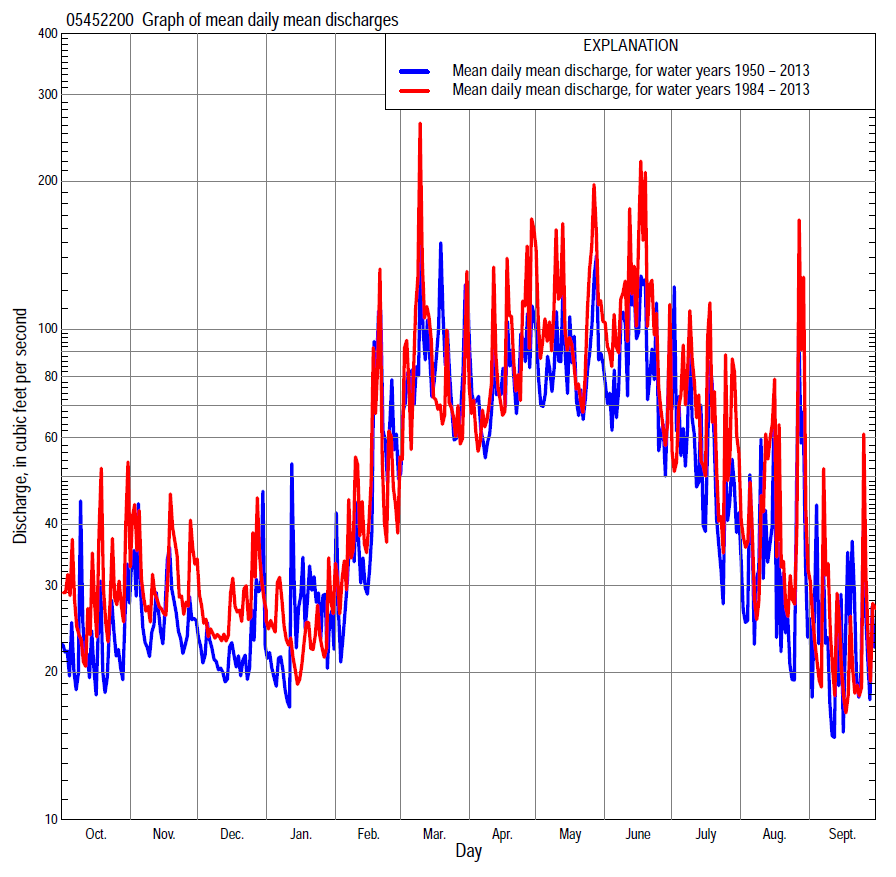 05452200 Graph of mean daily mean discharges
EXPLANATION
Mean daily mean discharge, for water years 1950 – 2013
Mean daily mean discharge, for water years 1984 – 2013
Discharge, in cubic feet per second
400
300
200
100
80
60
40
30
20
10
Oct. Nov. Dec. Jan. Feb. Mar. Apr. May June July Aug. Sept.
Day